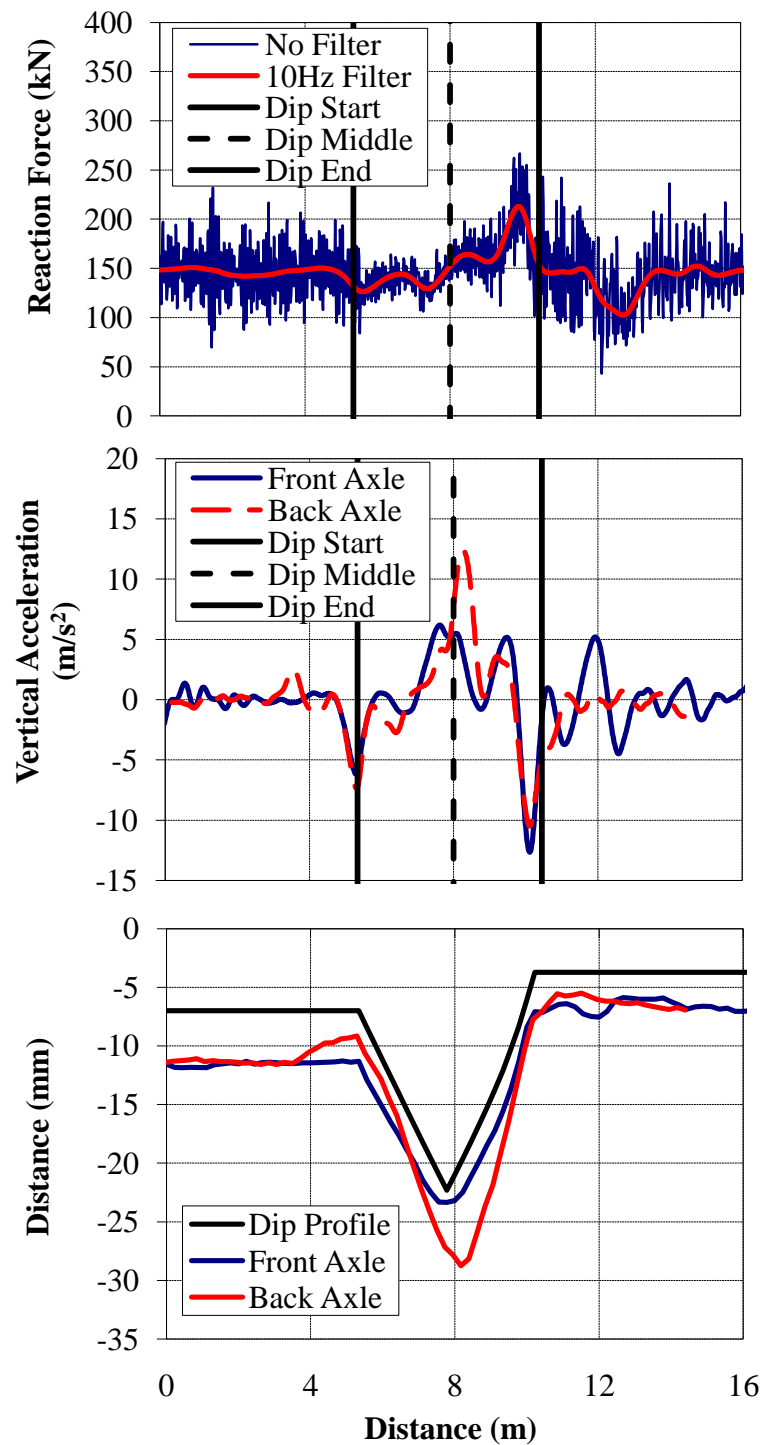 Reaction Force (kN)
400
350
300
250
200
150
100
50
0
No Filter
10Hz Filter
Dip Start
Dip Middle
Dip End
Vertical Acceleration
(m/s²)
20
15
10
5
0
-5
-10
-15
Front Axle
Back Axle
Dip Start
Dip Middle
Dip End
Distance (mm)
0
-5
-10
-15
-20
-25
-30
-35
Dip Profile
Front Axle
Back Axle
0 4 8 12 16
Distance (m)